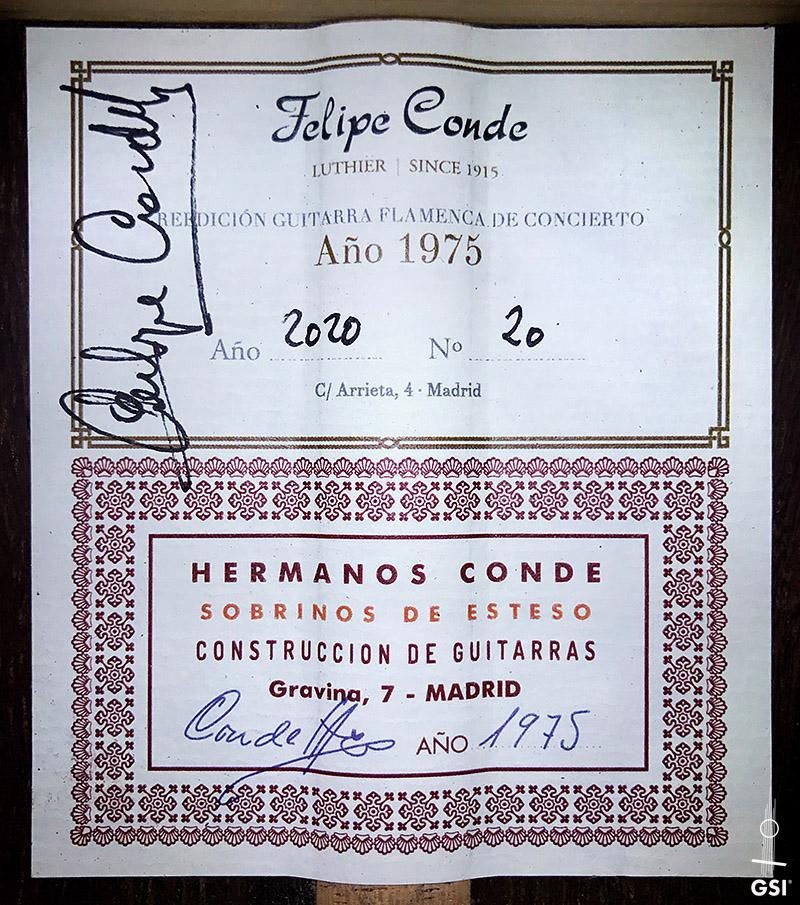 Felipe Conde
LUTHIER | SINCE 1915
REEDICIÓN GUITARRA FLAMENCA DE CONCIERTO
Año 1975
Año 2020 Nº 20
C/ Arrieta, 4 · Madrid
Felipe Conde
HERMANOS CONDE
SOBRINOS DE ESTESO
CONSTRUCCION DE GUITARRAS
Gravina, 7 - MADRID
Conde Hnos AÑO 1975
GSI